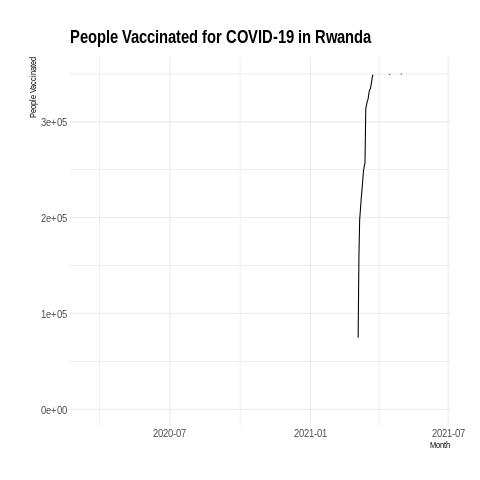 People Vaccinated for COVID-19 in Rwanda
People Vaccinated
3e+05
2e+05
1e+05
0e+00
2020-07
2021-01
2021-07
Month